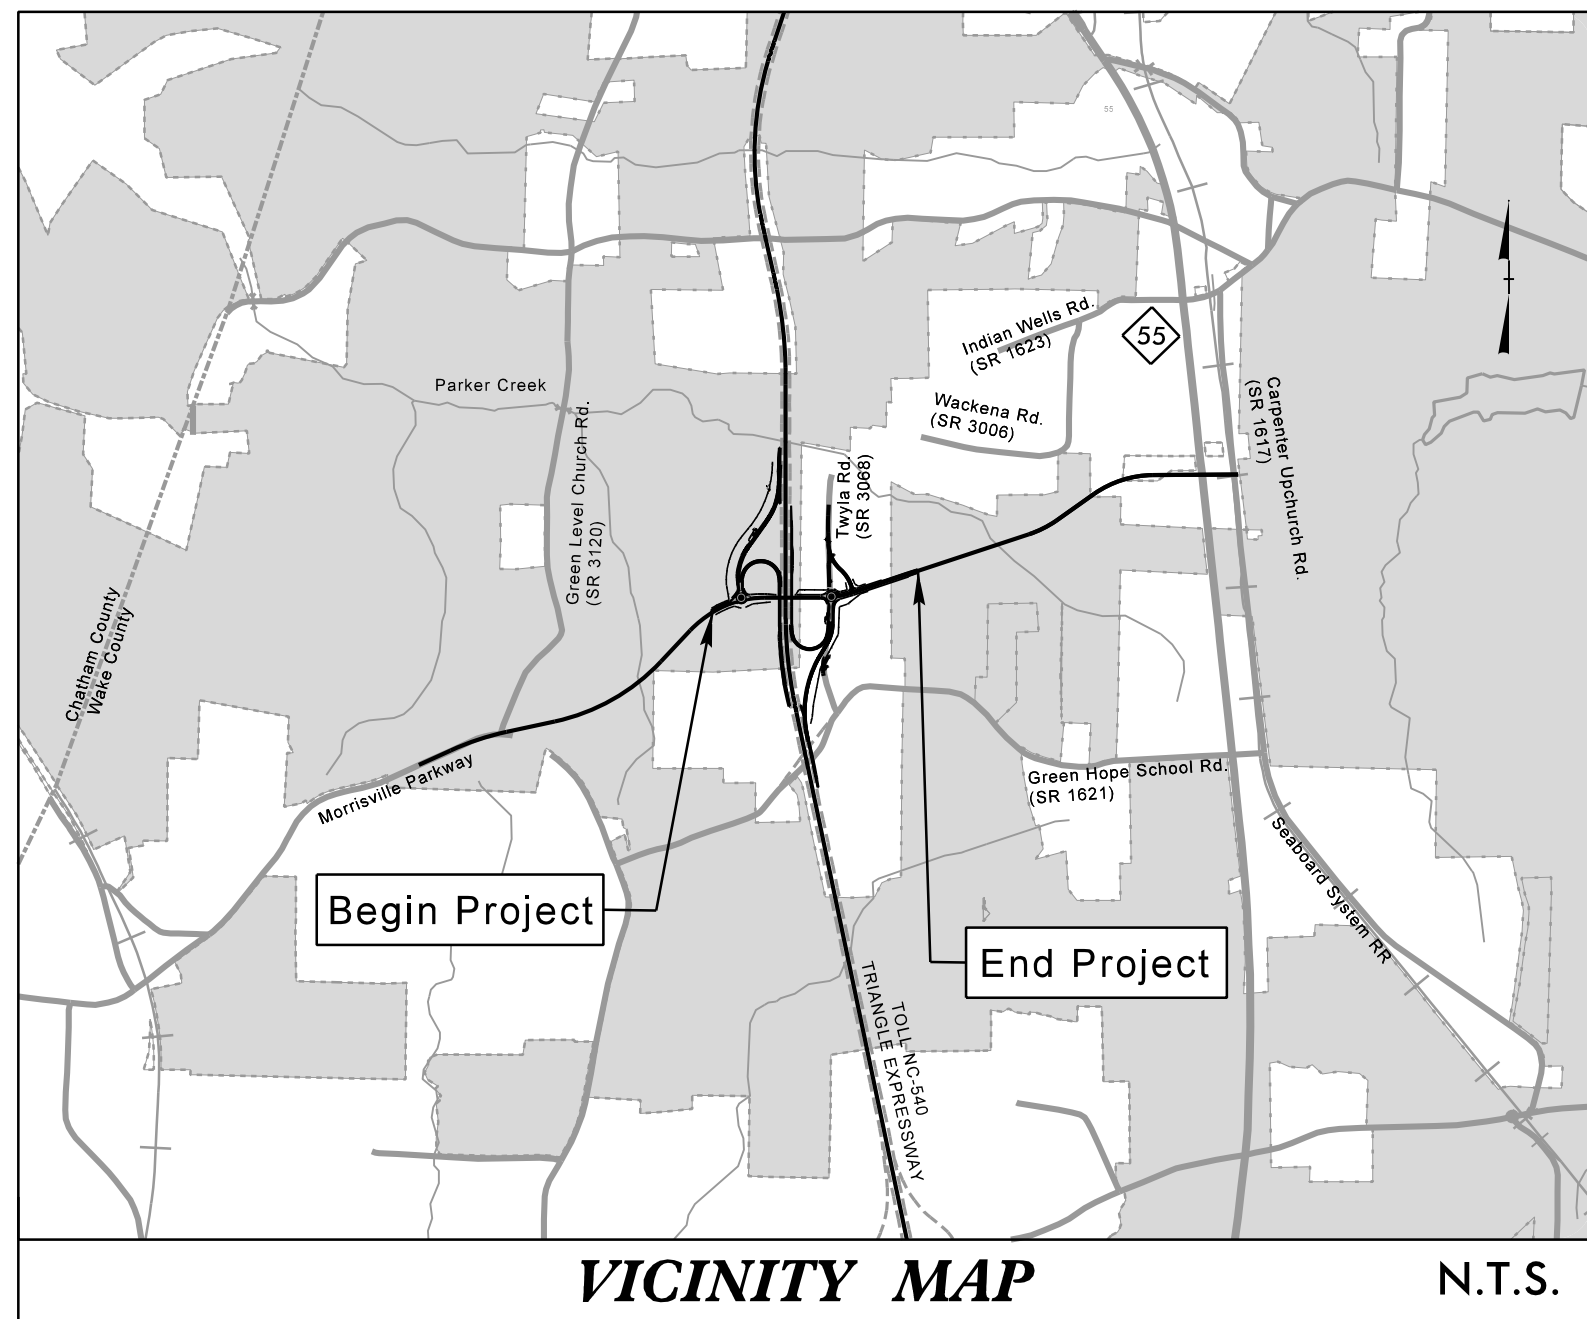 55
Indian Wells Rd.
(SR 1623)
55
Parker Creek
Wackena Rd.
(SR 3006)
Carpenter Upchurch Rd.
(SR 1617)
Green Level Church Rd.
(SR 3120)
Twyla Rd.
(SR 3068)
Chatham County
Wake County
Morrisville Parkway
Green Hope School Rd.
(SR 1621)
Seaboard System RR
Begin Project
End Project
TOLL NC-540
TRIANGLE EXPRESSWAY
VICINITY MAP
N.T.S.